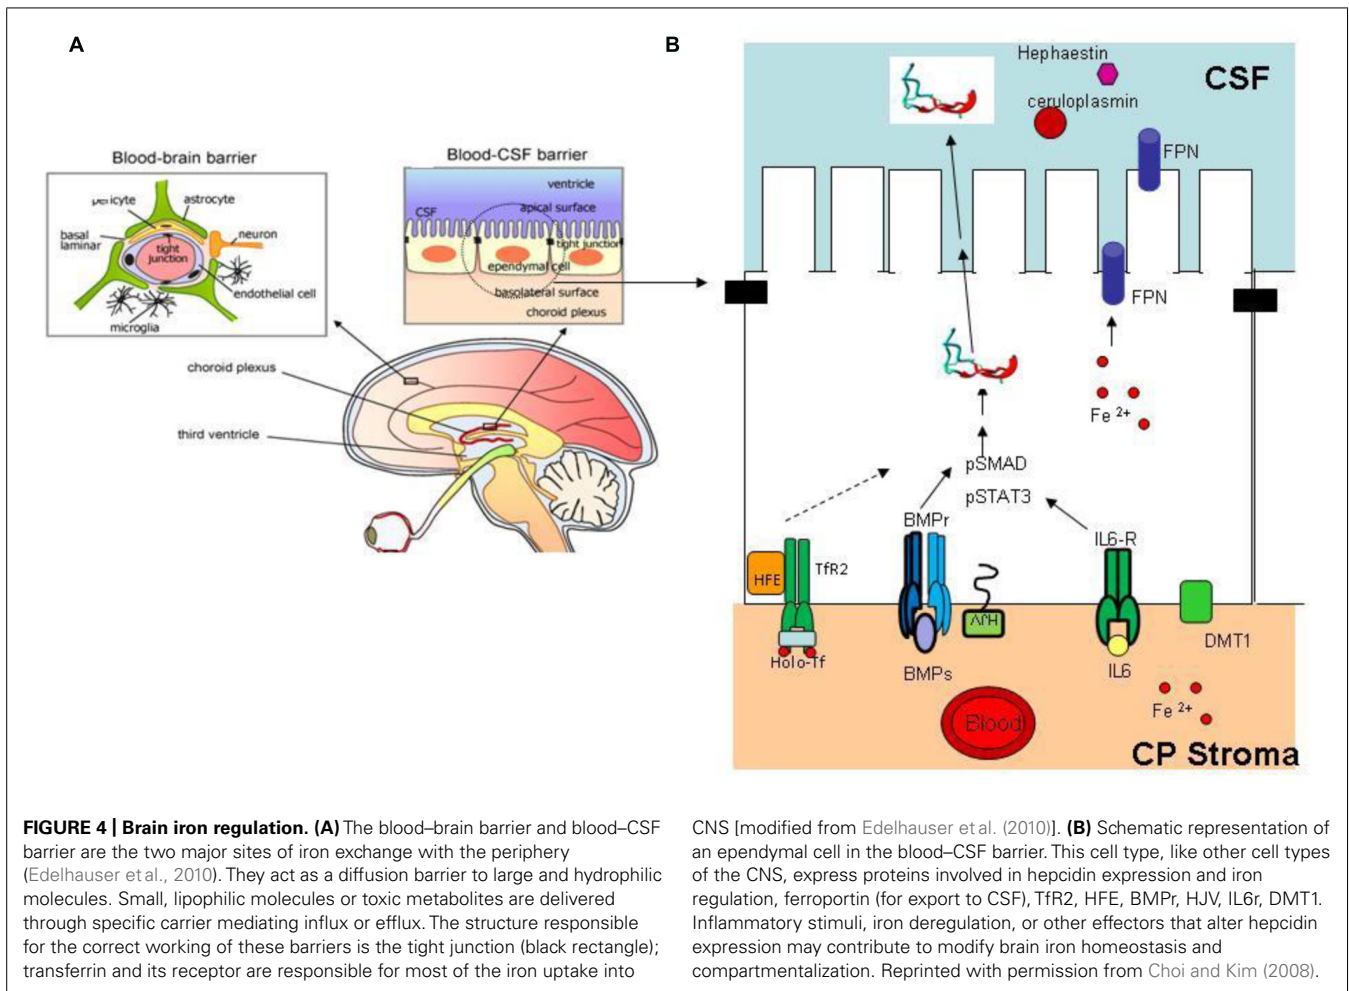 A
Blood-brain barrier
pericyte
astrocyte
basal
laminar
tight
junction
neuron
endothelial cell
microglia
Blood-CSF barrier
ventricle
CSF
apical surface
tight junction
ependymal cell
basolateral surface
choroid plexus
choroid plexus
third ventricle
B
Hephaestin
CSF
ceruloplasmin
FPN
FPN
Fe 2+
pSMAD
pSTAT3
BMPr
IL6-R
HFE
TfR2
HJV
DMT1
Holo-Tf
BMPs
IL6
Fe 2+
Blood
CP Stroma
FIGURE 4 | Brain iron regulation. (A) The blood–brain barrier and blood–CSF
barrier are the two major sites of iron exchange with the periphery
(Edelhauser et al., 2010). They act as a diffusion barrier to large and hydrophilic
molecules. Small, lipophilic molecules or toxic metabolites are delivered
through specific carrier mediating influx or efflux. The structure responsible
for the correct working of these barriers is the tight junction (black rectangle);
transferrin and its receptor are responsible for most of the iron uptake into
CNS [modified from Edelhauser et al. (2010)]. (B) Schematic representation of
an ependymal cell in the blood–CSF barrier. This cell type, like other cell types
of the CNS, express proteins involved in hepcidin expression and iron
regulation, ferroportin (for export to CSF), TfR2, HFE, BMPr, HJV, IL6r, DMT1.
Inflammatory stimuli, iron deregulation, or other effectors that alter hepcidin
expression may contribute to modify brain iron homeostasis and
compartmentalization. Reprinted with permission from Choi and Kim (2008).